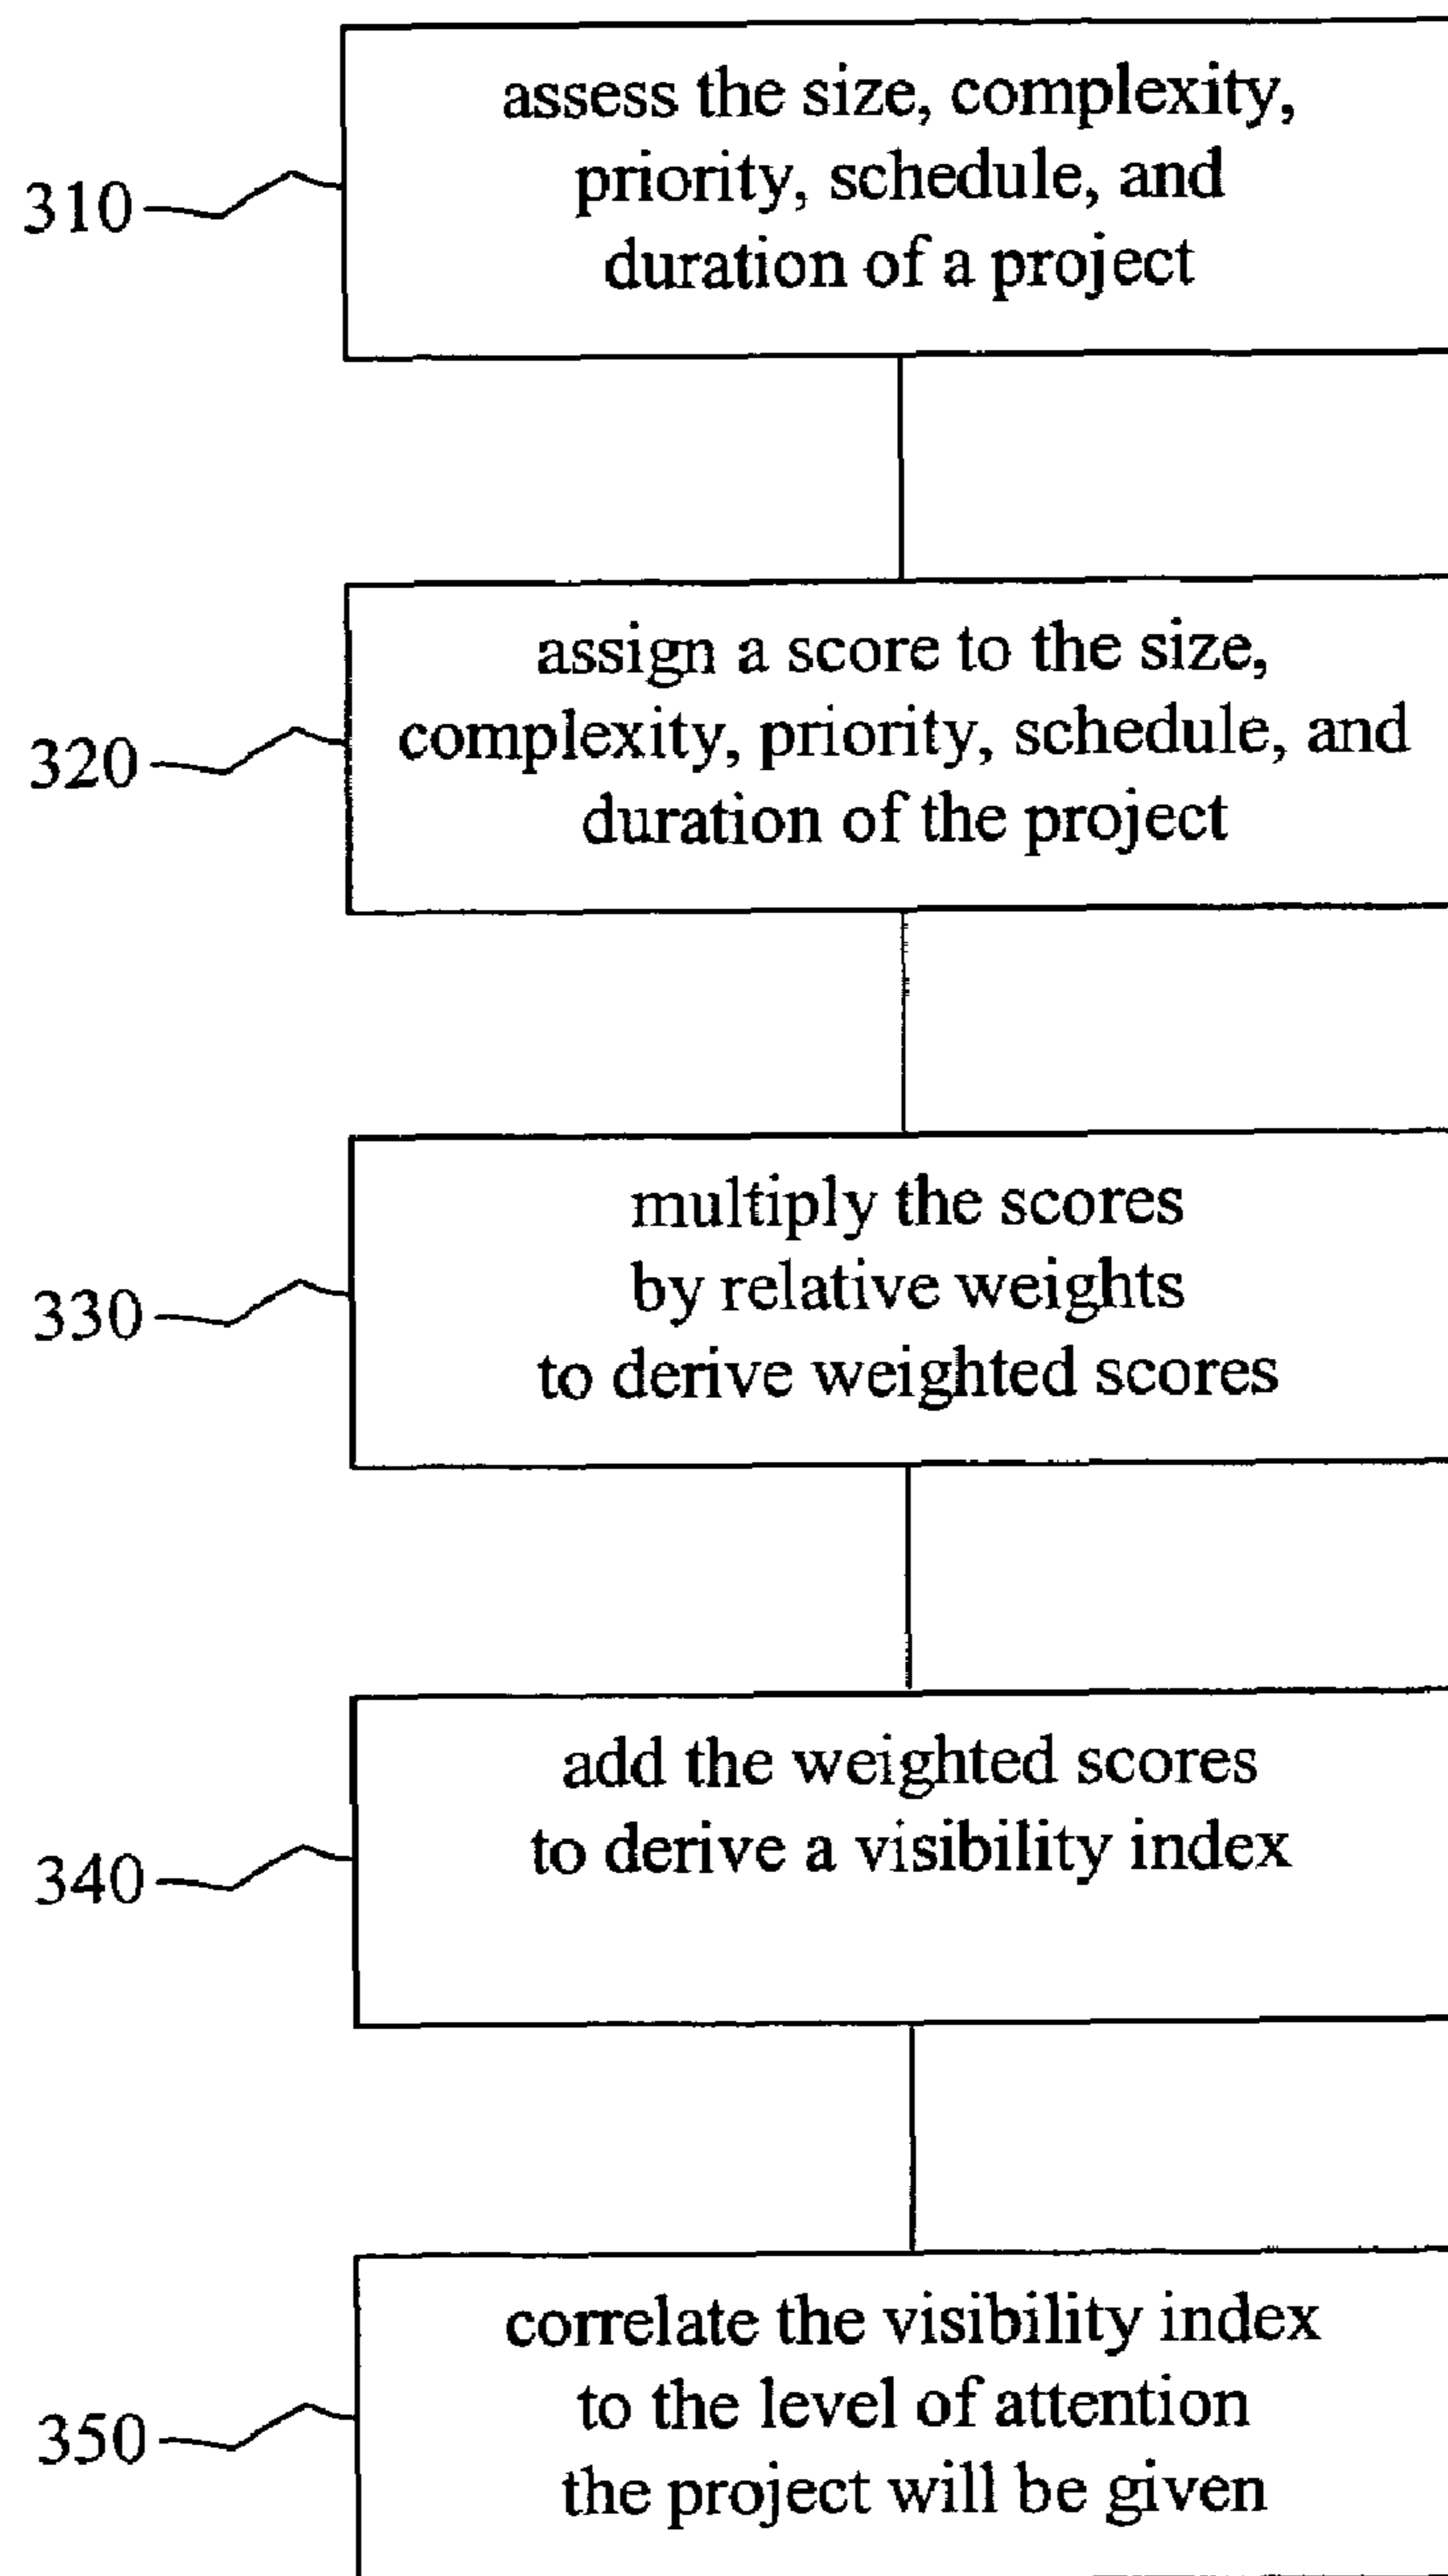 assess the size, complexity,
priority, schedule, and
duration of a project
310
assign a score to the size,
complexity, priority, schedule, and
duration of the project
320
multiply the scores
by relative weights
to derive weighted scores
330
add the weighted scores
to derive a visibility index
340
correlate the visibility index
to the level of attention
the project will be given
350